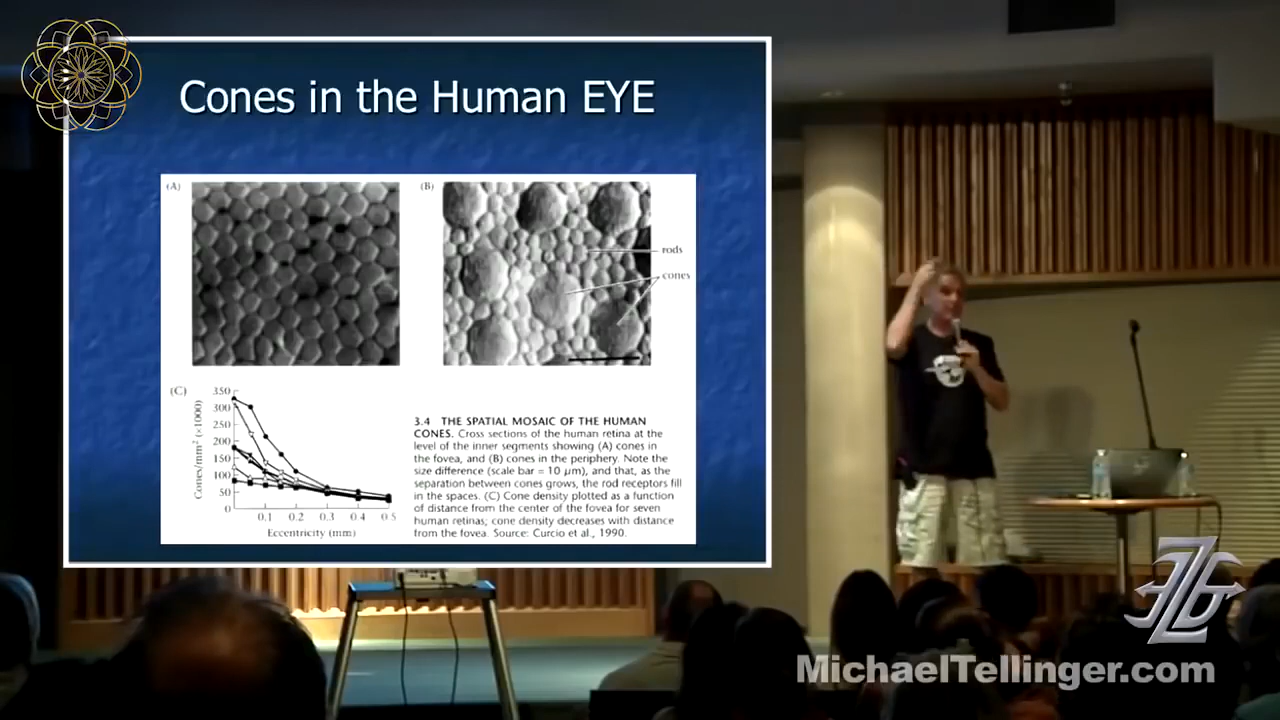 Cones in the Human EYE
(A)
(B)
rods
cones
(C)
350
300
250
200
150
100
50
0
Cones/mm² (×1000)
0.1 0.2 0.3 0.4 0.5
Eccentricity (mm)
3.4 THE SPATIAL MOSAIC OF THE HUMAN
CONES. Cross sections of the human retina at the
level of the inner segments showing (A) cones in
the fovea, and (B) cones in the periphery. Note the
size difference (scale bar = 10 µm), and that, as the
separation between cones grows, the rod receptors fill
in the spaces. (C) Cone density plotted as a function
of distance from the center of the fovea for seven
human retinas; cone density decreases with distance
from the fovea. Source: Curcio et al., 1990.
MichaelTellinger.com